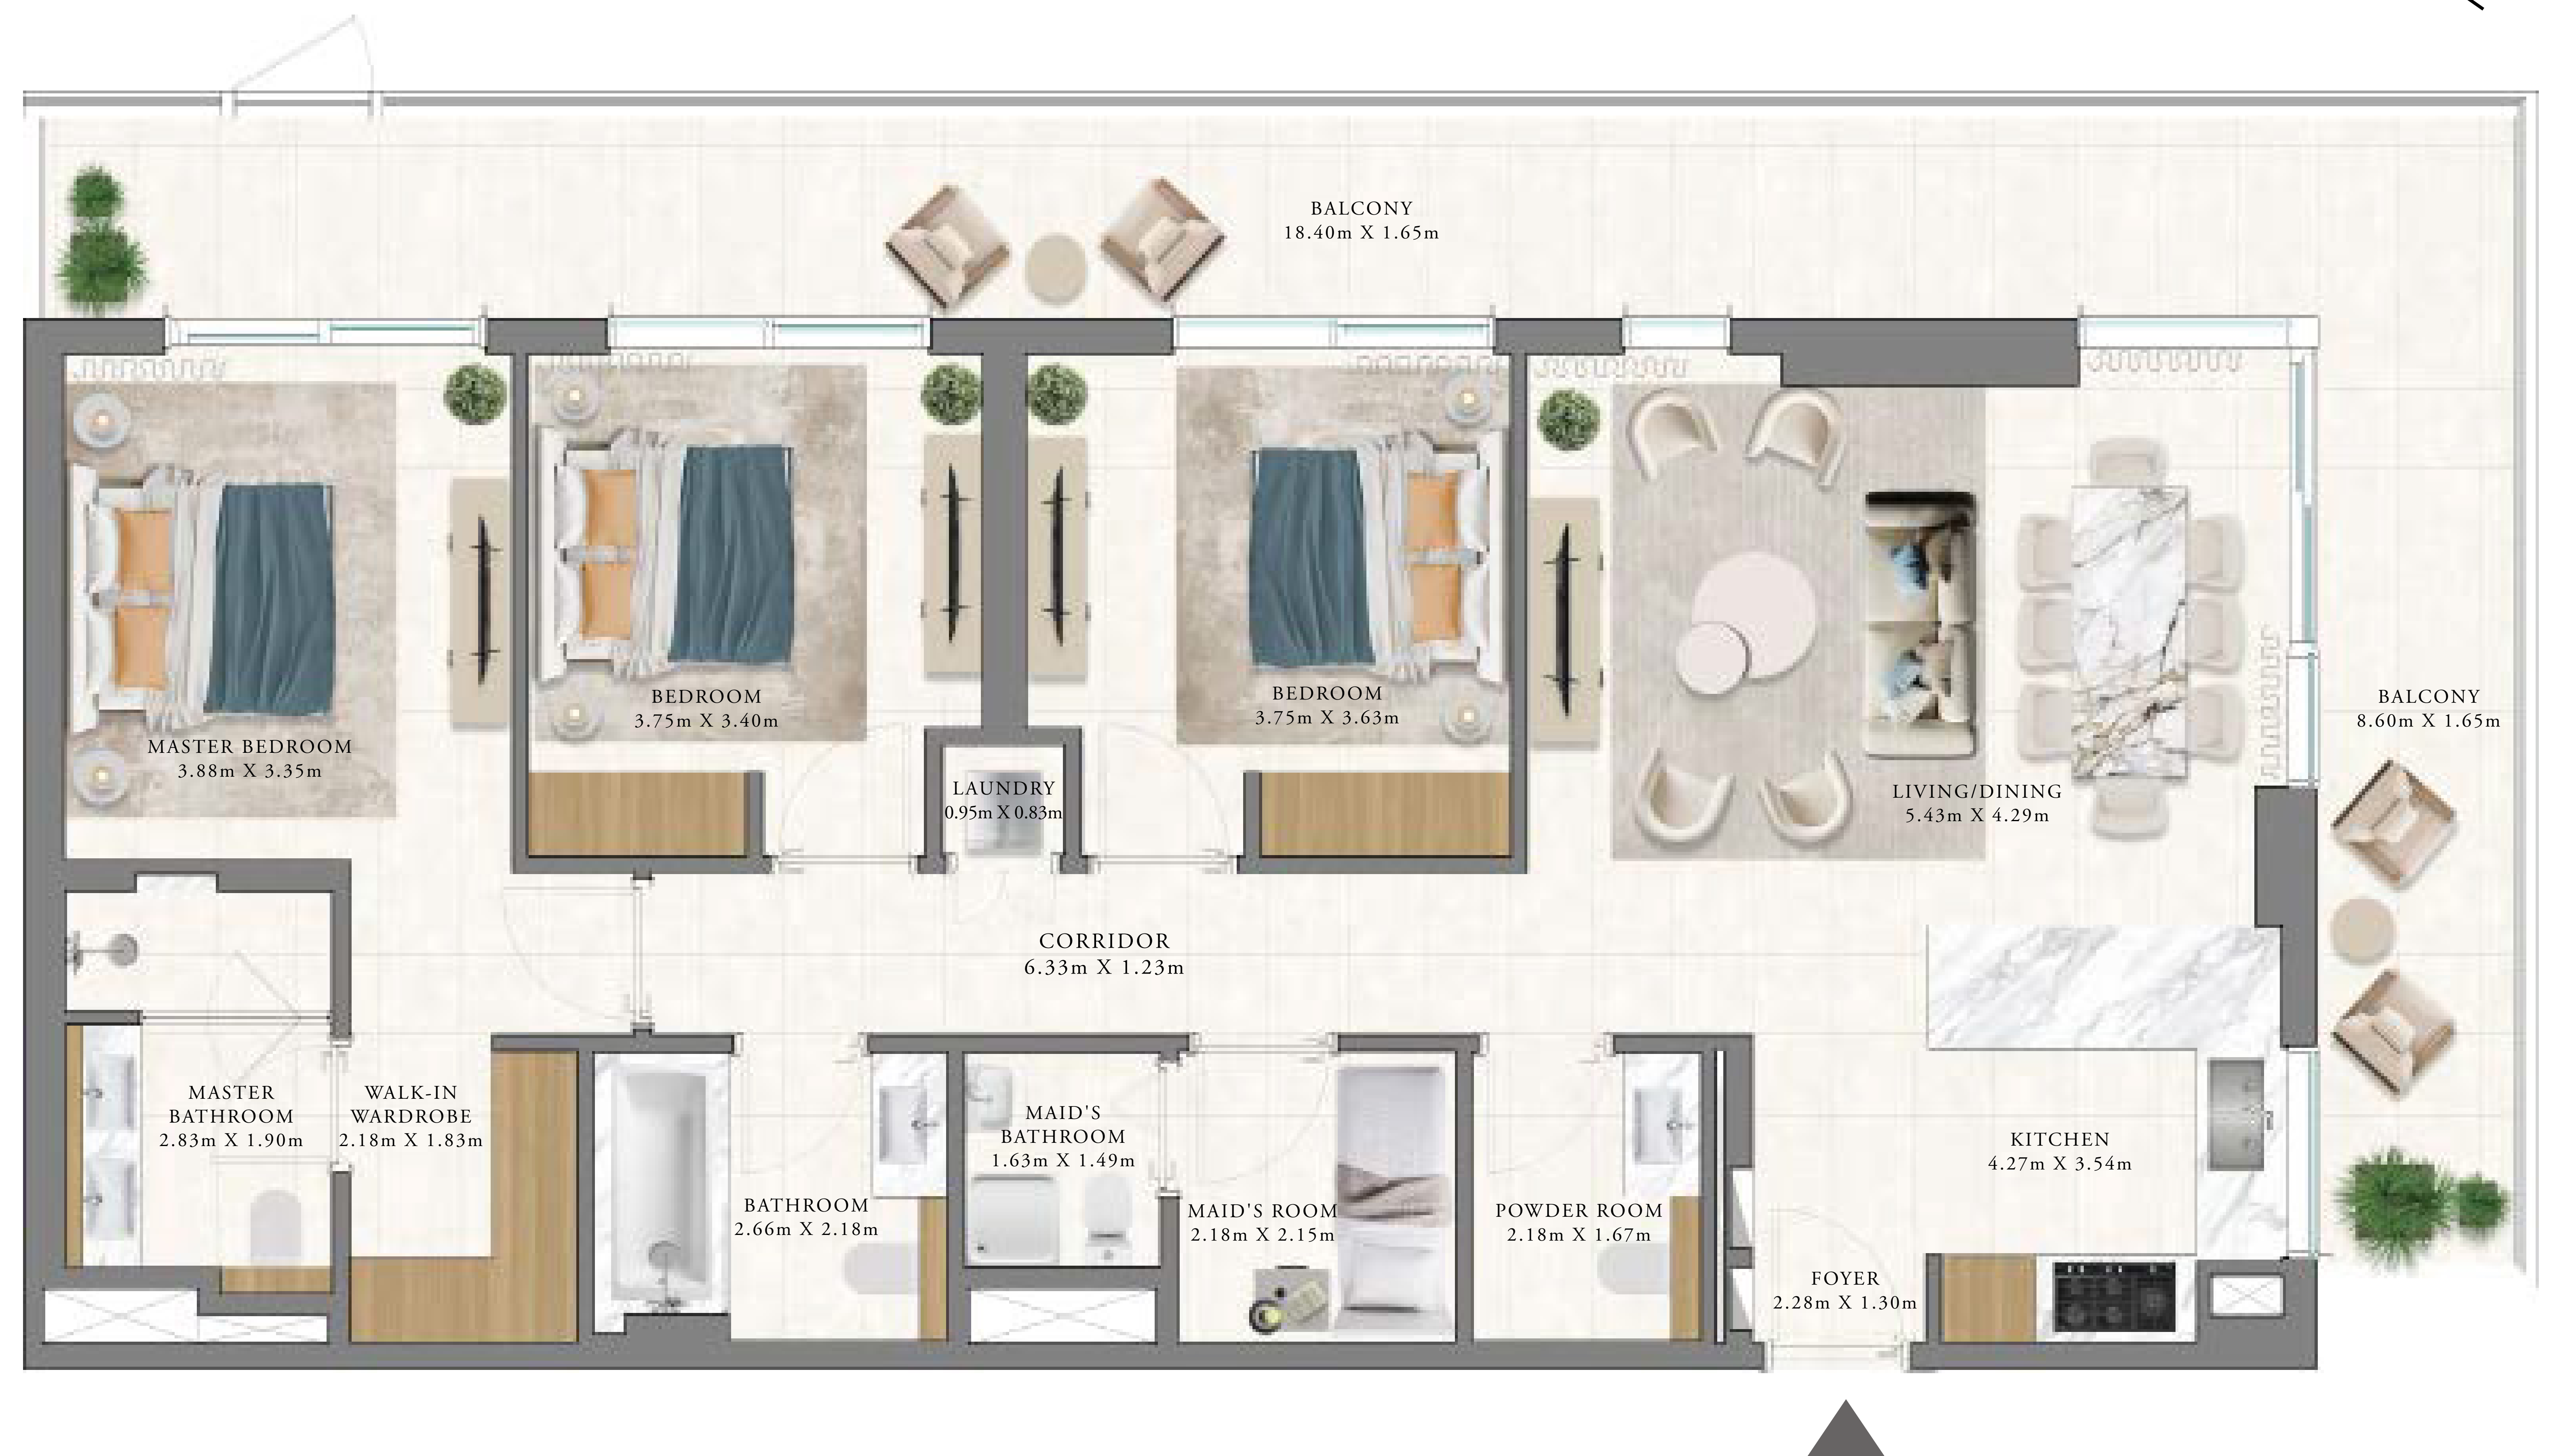 BALCONY
18.40m X 1.65m
BEDROOM
3.75m X 3.40m
BEDROOM
3.75m X 3.63m
BALCONY
8.60m X 1.65m
MASTER BEDROOM
3.88m X 3.35m
LAUNDRY
0.95m X 0.83m
LIVING/DINING
5.43m X 4.29m
CORRIDOR
6.33m X 1.23m
MASTER
BATHROOM
2.83m X 1.90m
WALK-IN
WARDROBE
2.18m X 1.83m
BATHROOM
2.66m X 2.18m
MAID'S
BATHROOM
1.63m X 1.49m
MAID'S ROOM
2.18m X 2.15m
POWDER ROOM
2.18m X 1.67m
KITCHEN
4.27m X 3.54m
FOYER
2.28m X 1.30m